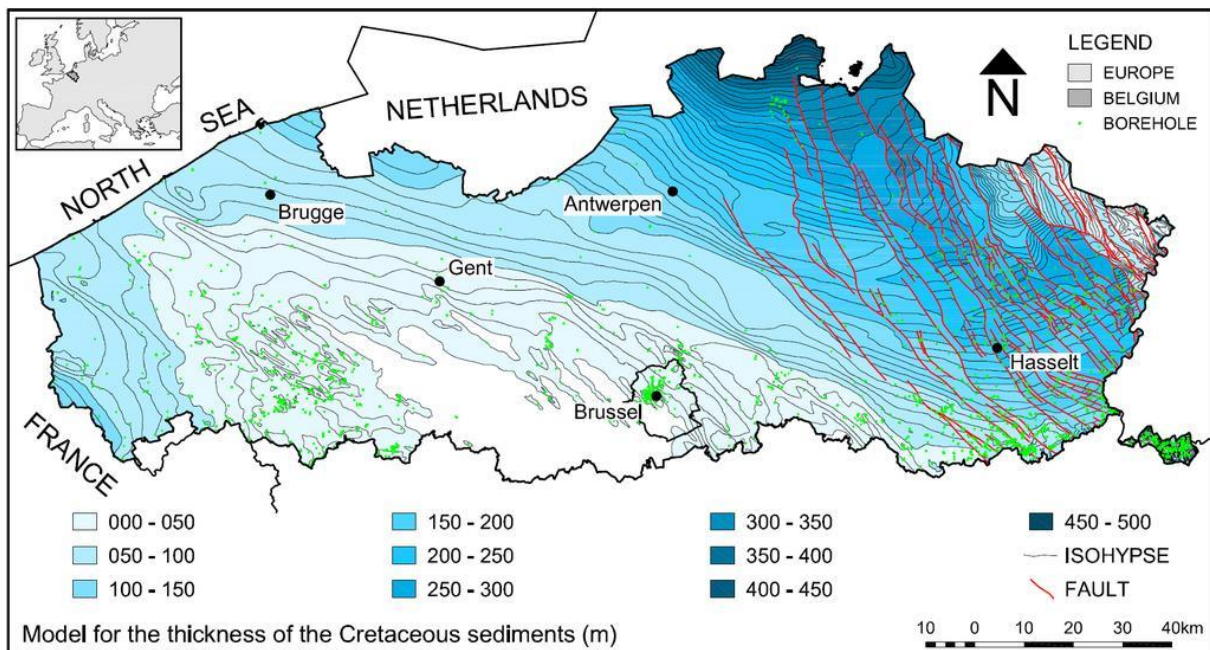 LEGEND
EUROPE
BELGIUM
BOREHOLE
N
NETHERLANDS
NORTH SEA
Brugge
Antwerpen
Gent
Hasselt
Brussel
FRANCE
000 - 050
050 - 100
100 - 150
150 - 200
200 - 250
250 - 300
300 - 350
350 - 400
400 - 450
450 - 500
ISOHYPSE
FAULT
Model for the thickness of the Cretaceous sediments (m)
10 0 10 20 30 40km